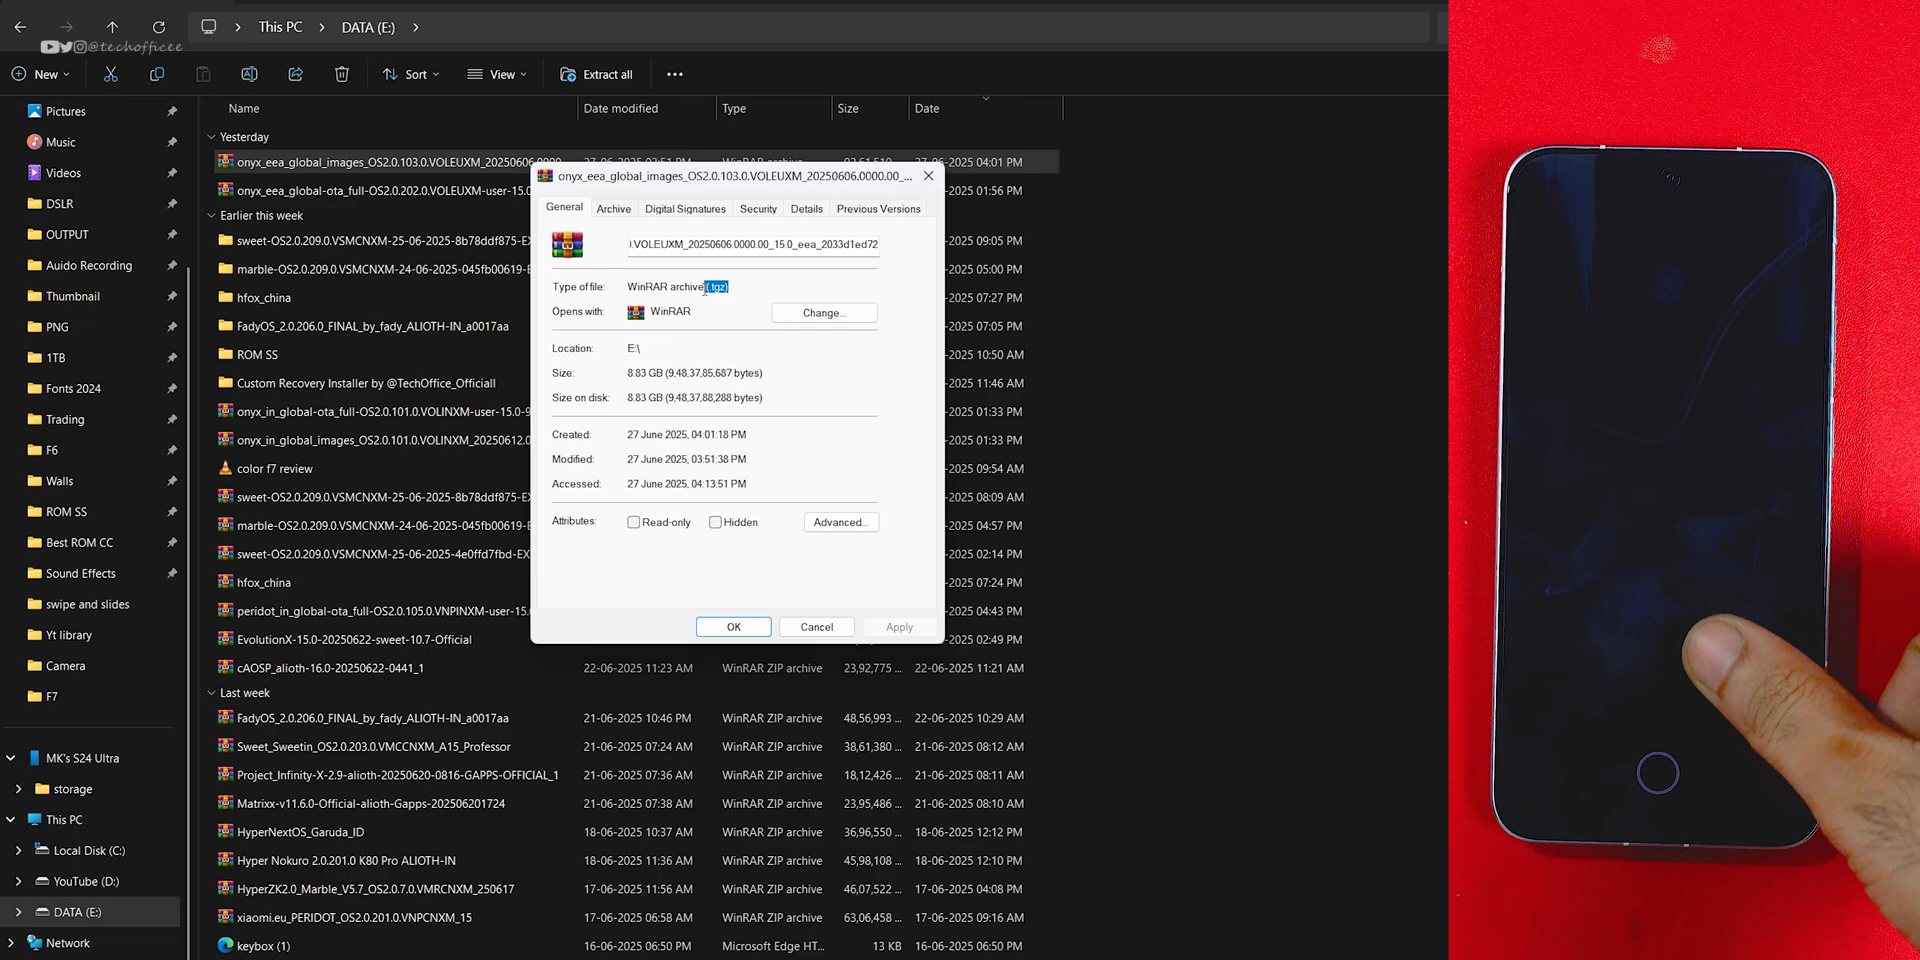 This PC > DATA (E:) >
@techofficee
New
Sort
View
Extract all
Name Date modified Type Size Date
Pictures
Music
Videos
DSLR
OUTPUT
Auido Recording
Thumbnail
PNG
1TB
Fonts 2024
Trading
F6
Walls
ROM SS
Best ROM CC
Sound Effects
swipe and slides
Yt library
Camera
F7
MK's S24 Ultra
storage
This PC
Local Disk (C:)
YouTube (D:)
DATA (E:)
Network
Yesterday
onyx_eea_global_images_OS2.0.103.0.VOLEUXM_20250606.0000 -06-2025 04:01 PM
onyx_eea_global-ota_full-OS2.0.202.0.VOLEUXM-user-15.0 -2025 01:56 PM
Earlier this week
sweet-OS2.0.209.0.VSMCNXM-25-06-2025-8b78ddf875-E -2025 09:05 PM
marble-OS2.0.209.0.VSMCNXM-24-06-2025-045fb00619-E -2025 05:00 PM
hfox_china -2025 07:27 PM
FadyOS_2.0.206.0_FINAL_by_fady_ALIOTH-IN_a0017aa -2025 07:05 PM
ROM SS -2025 10:50 AM
Custom Recovery Installer by @TechOffice_Officiall -2025 11:46 AM
onyx_in_global-ota_full-OS2.0.101.0.VOLINXM-user-15.0-9 -2025 01:33 PM
onyx_in_global_images_OS2.0.101.0.VOLINXM_20250612.0 -2025 01:33 PM
color f7 review -2025 09:54 AM
sweet-OS2.0.209.0.VSMCNXM-25-06-2025-8b78ddf875-E -2025 08:09 AM
marble-OS2.0.209.0.VSMCNXM-24-06-2025-045fb00619-E -2025 04:57 PM
sweet-OS2.0.209.0.VSMCNXM-25-06-2025-4e0ffd7fbd-EX -2025 02:14 PM
hfox_china -2025 07:24 PM
peridot_in_global-ota_full-OS2.0.105.0.VNPINXM-user-15. -2025 04:43 PM
EvolutionX-15.0-20250622-sweet-10.7-Official -2025 02:49 PM
cAOSP_alioth-16.0-20250622-0441_1 22-06-2025 11:23 AM WinRAR ZIP archive 23,92,775 ... 22-06-2025 11:21 AM
Last week
FadyOS_2.0.206.0_FINAL_by_fady_ALIOTH-IN_a0017aa 21-06-2025 10:46 PM WinRAR ZIP archive 48,56,993 ... 22-06-2025 10:29 AM
Sweet_Sweetin_OS2.0.203.0.VMCCNXM_A15_Professor 21-06-2025 07:24 AM WinRAR ZIP archive 38,61,380 ... 21-06-2025 08:12 AM
Project_Infinity-X-2.9-alioth-20250620-0816-GAPPS-OFFICIAL_1 21-06-2025 07:36 AM WinRAR ZIP archive 18,12,426 ... 21-06-2025 08:11 AM
Matrixx-v11.6.0-Official-alioth-Gapps-202506201724 21-06-2025 07:38 AM WinRAR ZIP archive 23,95,486 ... 21-06-2025 08:10 AM
HyperNextOS_Garuda_ID 18-06-2025 10:37 AM WinRAR ZIP archive 36,96,550 ... 18-06-2025 12:12 PM
Hyper Nokuro 2.0.201.0 K80 Pro ALIOTH-IN 18-06-2025 11:36 AM WinRAR ZIP archive 45,98,108 ... 18-06-2025 12:10 PM
HyperZK2.0_Marble_V5.7_OS2.0.7.0.VMRCNXM_250617 17-06-2025 11:56 AM WinRAR ZIP archive 46,07,522 ... 17-06-2025 04:08 PM
xiaomi.eu_PERIDOT_OS2.0.201.0.VNPCNXM_15 17-06-2025 06:58 AM WinRAR ZIP archive 63,06,458 ... 17-06-2025 09:16 AM
keybox (1) 16-06-2025 06:50 PM Microsoft Edge HT... 13 KB 16-06-2025 06:50 PM
onyx_eea_global_images_OS2.0.103.0.VOLEUXM_20250606.0000.00_...
General Archive Digital Signatures Security Details Previous Versions
.VOLEUXM_20250606.0000.00_15.0_eea_2033d1ed72
Type of file: WinRAR archive (.tgz)
Opens with: WinRAR Change...
Location: E:\
Size: 8.83 GB (9,48,37,85,687 bytes)
Size on disk: 8.83 GB (9,48,37,88,288 bytes)
Created: 27 June 2025, 04:01:18 PM
Modified: 27 June 2025, 03:51:38 PM
Accessed: 27 June 2025, 04:13:51 PM
Attributes: Read-only Hidden Advanced...
OK Cancel Apply